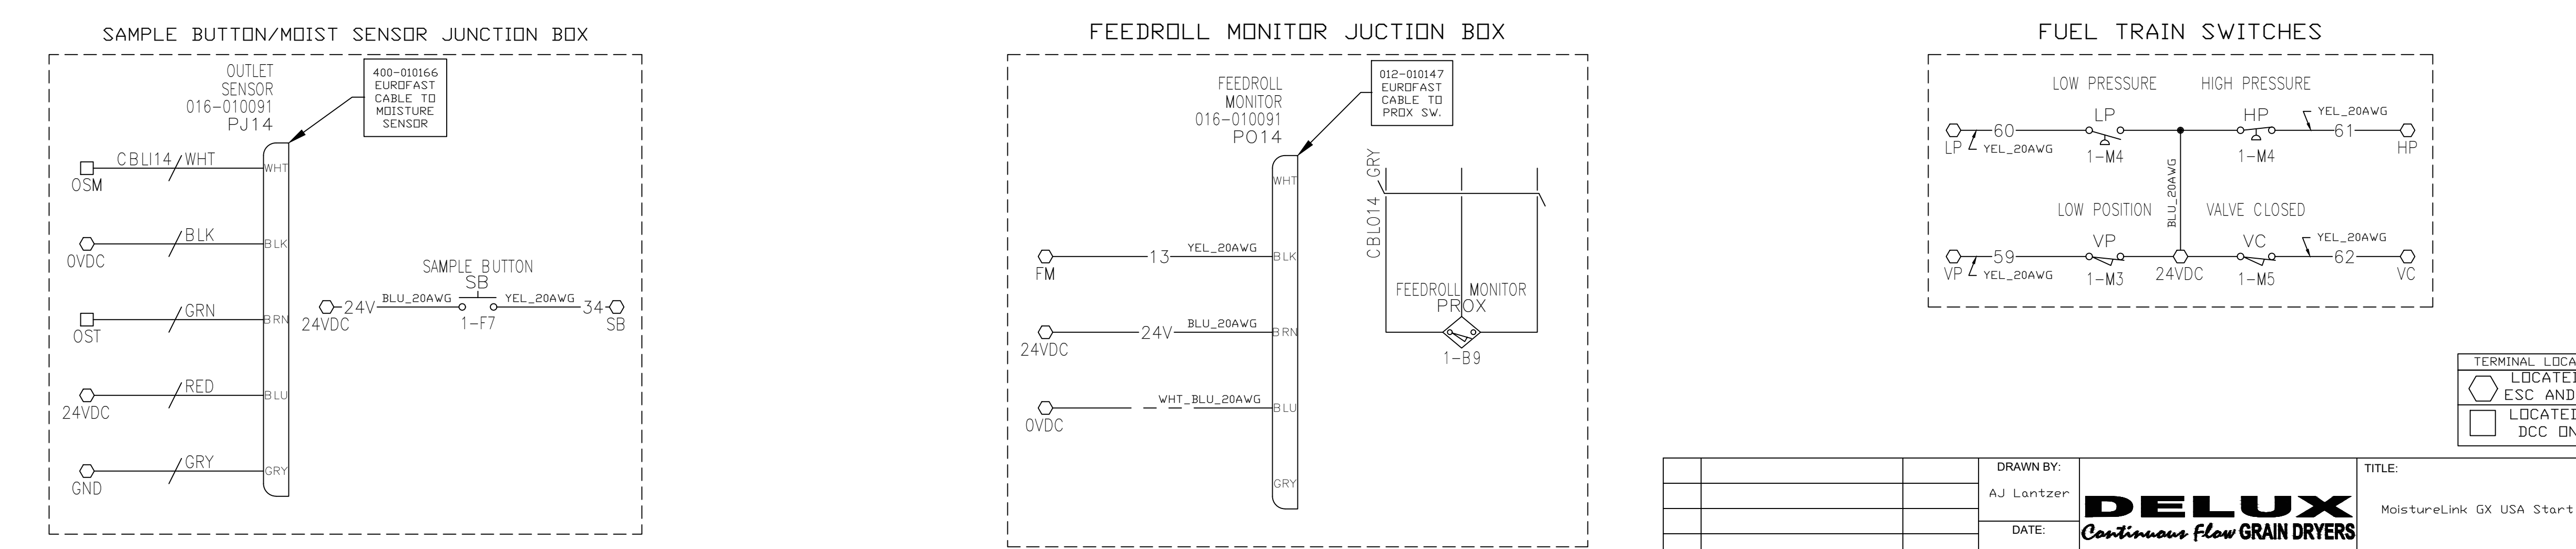 SAMPLE BUTTON/MOIST SENSOR JUNCTION BOX
OUTLET
SENSOR
016-010091
PJ14
400-010166
EUROFAST
CABLE TO
MOISTURE
SENSOR
CBLI14 WHT
WHT
OSM
BLK
BLK
0VDC
GRN
BRN
OST
RED
BLU
24VDC
GRY
GRY
GND
SAMPLE BUTTON
SB
24V
BLU_20AWG
YEL_20AWG
34
24VDC
1-F7
SB
FEEDROLL MONITOR JUCTION BOX
FEEDROLL
MONITOR
016-010091
PO14
012-010147
EUROFAST
CABLE TO
PROX SW.
WHT
13
YEL_20AWG
BLK
FM
24V
BLU_20AWG
BRN
24VDC
WHT_BLU_20AWG
BLU
0VDC
GRY
CBLO14 GRY
FEEDROLL MONITOR
PROX
1-B9
FUEL TRAIN SWITCHES
LOW PRESSURE
HIGH PRESSURE
LP
HP
YEL_20AWG
60
61
LP
YEL_20AWG
1-M4
1-M4
HP
BLU_20AWG
LOW POSITION
VALVE CLOSED
VP
VC
YEL_20AWG
59
62
VP
YEL_20AWG
1-M3
24VDC
1-M5
VC
TERMINAL LOCA
LOCATE
ESC AND
LOCATE
DCC ON
DRAWN BY:
AJ Lantzer
DATE:
DELUX
Continuous Flow GRAIN DRYERS
TITLE:
MoistureLink GX USA Start